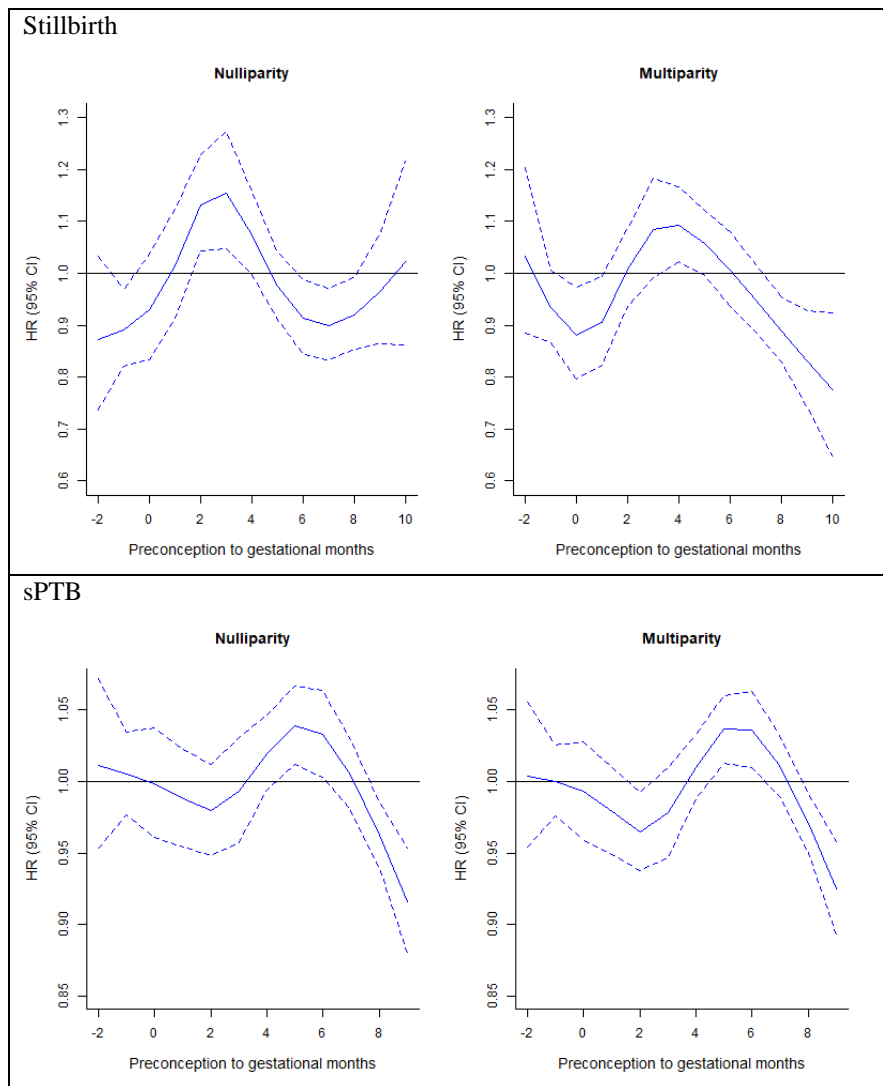 Stillbirth
Nulliparity
HR (95% CI)
1.3
1.2
1.1
1.0
0.9
0.8
0.7
0.6
-2 0 2 4 6 8 10
Preconception to gestational months
Multiparity
HR (95% CI)
1.3
1.2
1.1
1.0
0.9
0.8
0.7
0.6
-2 0 2 4 6 8 10
Preconception to gestational months
sPTB
Nulliparity
HR (95% CI)
1.05
1.00
0.95
0.90
0.85
-2 0 2 4 6 8
Preconception to gestational months
Multiparity
HR (95% CI)
1.05
1.00
0.95
0.90
0.85
-2 0 2 4 6 8
Preconception to gestational months